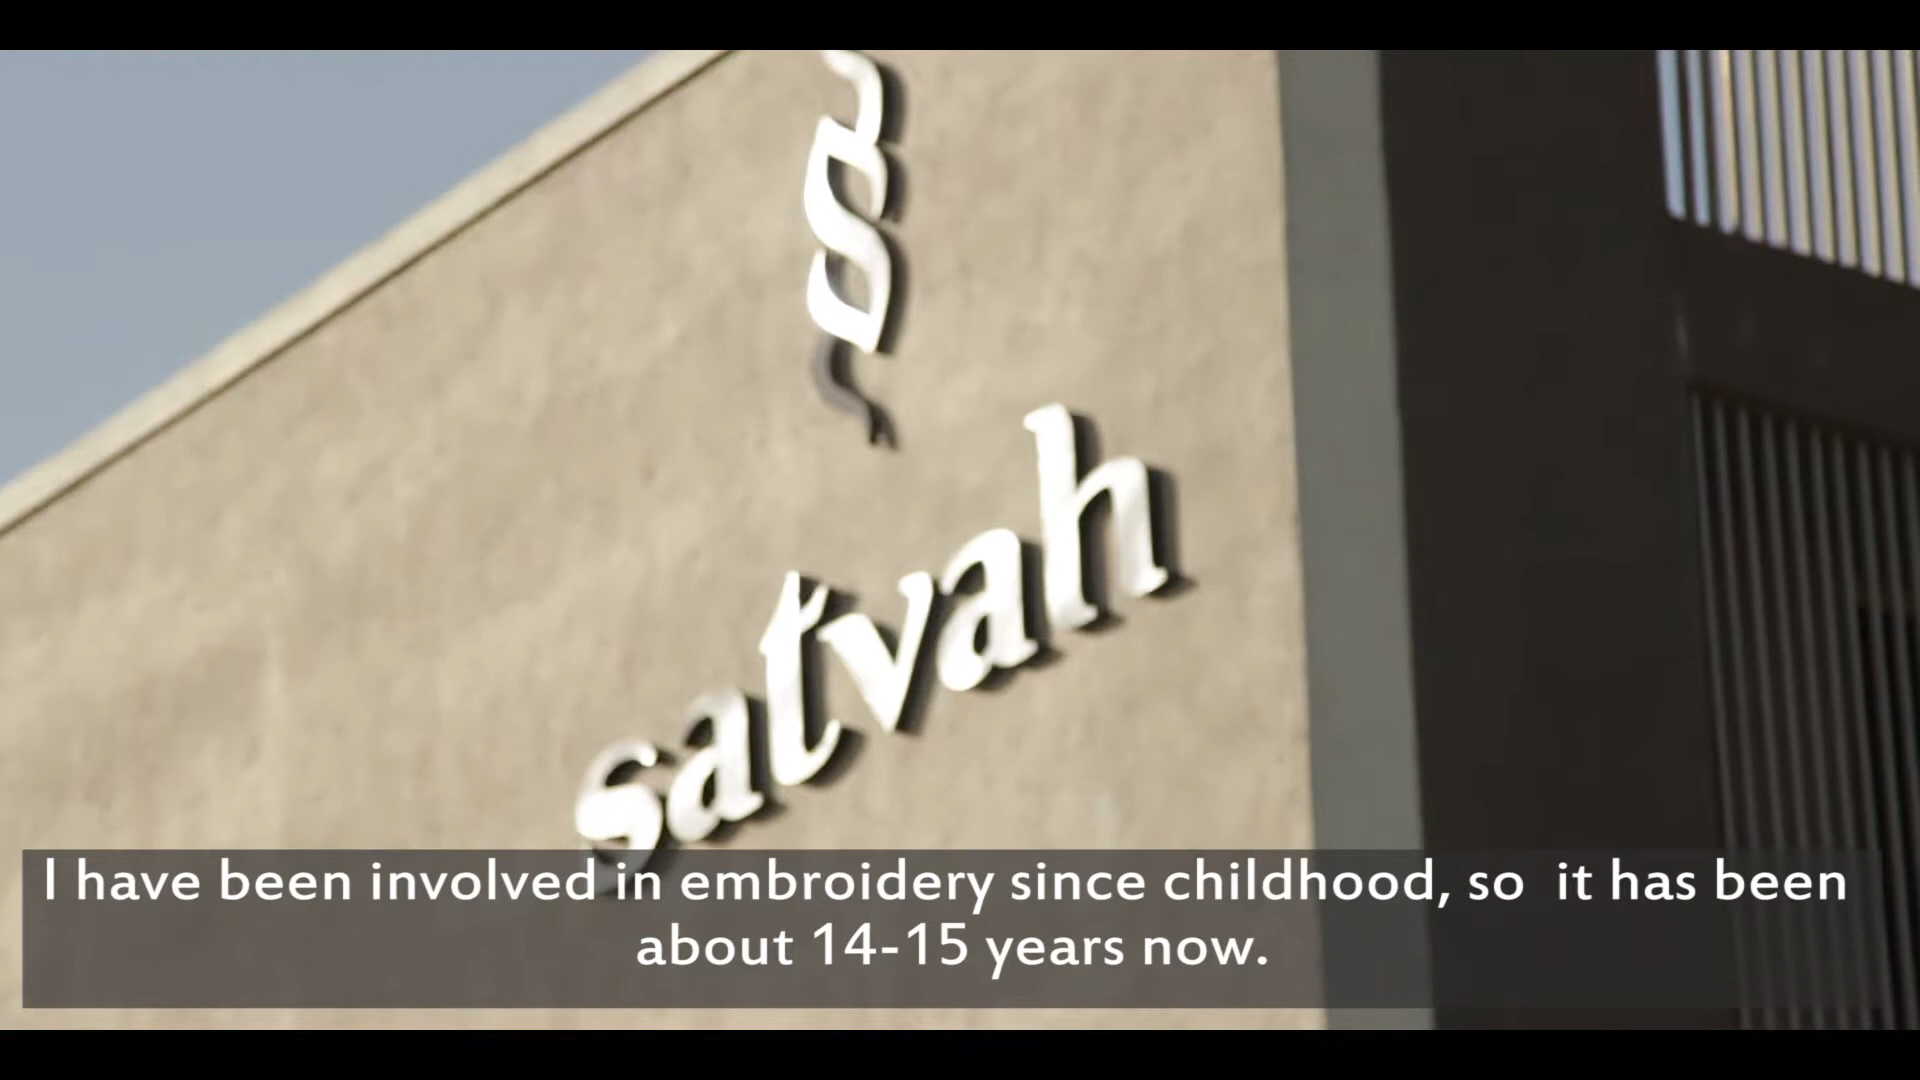 satvah
I have been involved in embroidery since childhood, so  it has been
about 14-15 years now.